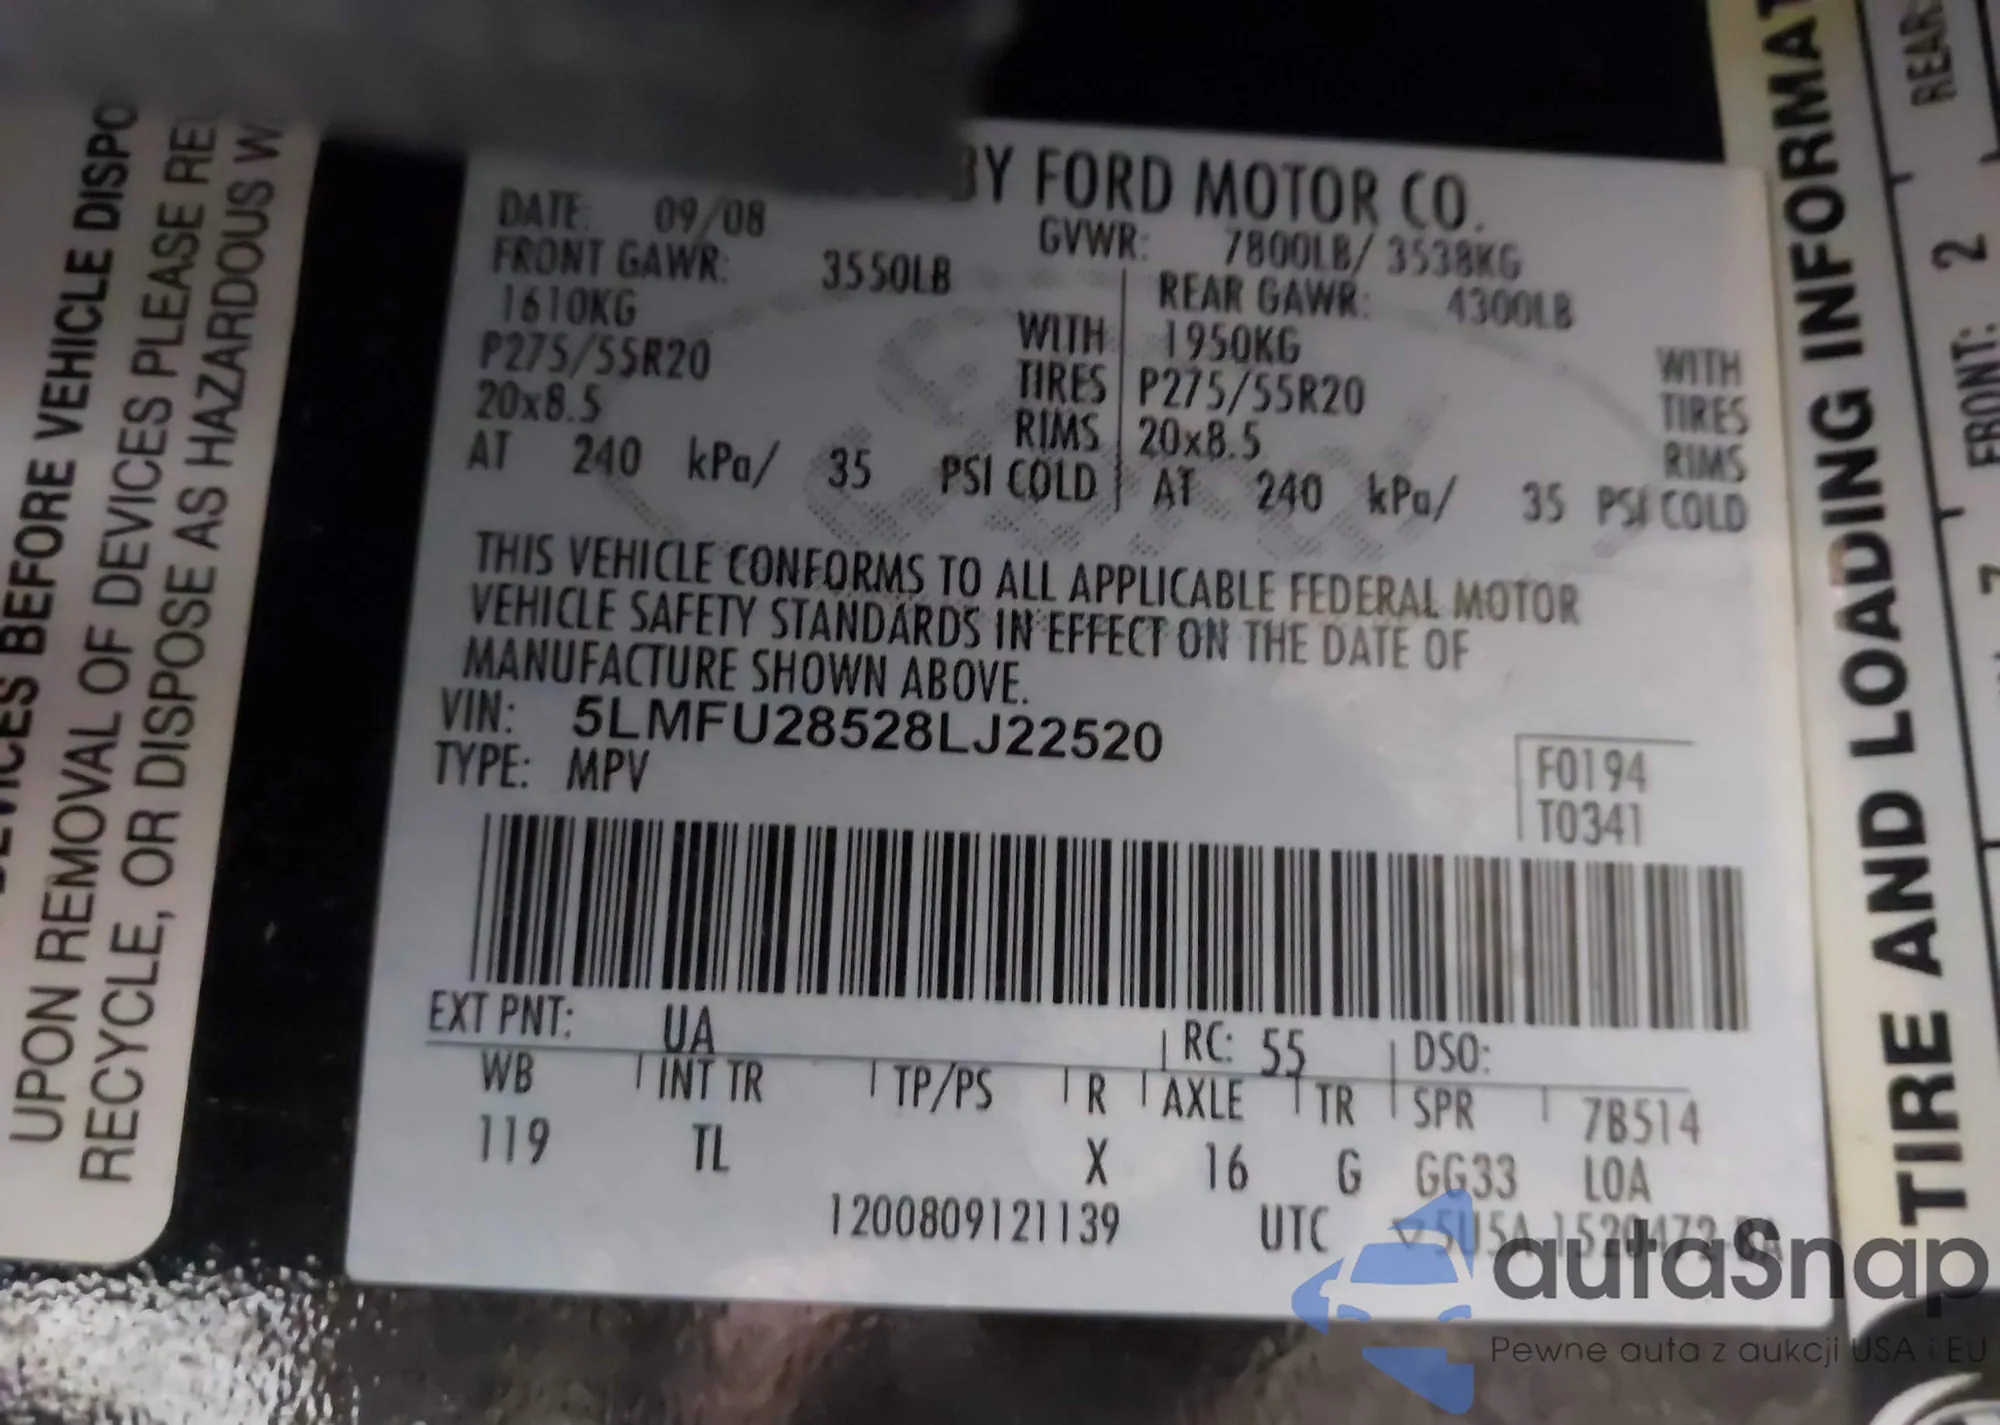 BY FORD MOTOR CO.
DATE: 09/08 GVWR: 7800LB/ 3538KG
FRONT GAWR: 3550LB REAR GAWR: 4300LB
1610KG WITH 1950KG WITH
P275/55R20 TIRES P275/55R20 TIRES
20x8.5 RIMS 20x8.5 RIMS
AT 240 kPa/ 35 PSI COLD AT 240 kPa/ 35 PSI COLD
THIS VEHICLE CONFORMS TO ALL APPLICABLE FEDERAL MOTOR
VEHICLE SAFETY STANDARDS IN EFFECT ON THE DATE OF
MANUFACTURE SHOWN ABOVE.
VIN: 5LMFU28528LJ22520
TYPE: MPV
F0194
T0341
EXT PNT: UA RC: 55 DSO:
WB INT TR TP/PS R AXLE TR SPR 7B514
119 TL X 16 G GG33 LOA
1200809121139 UTC
BEFORE VEHICLE DISPO
UPON REMOVAL OF DEVICES PLEASE RE
RECYCLE, OR DISPOSE AS HAZARDOUS W
TIRE AND LOADING INFORMAT
FRONT: 2 REAR:
autaSnap
Pewne auta z aukcji USA i EU